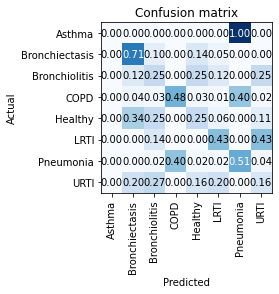 Confusion matrix
Asthma 0.00 0.00 0.00 0.00 0.00 0.00 1.00 0.00
Bronchiectasis 0.00 0.71 0.10 0.00 0.14 0.05 0.00 0.00
Bronchiolitis 0.00 0.12 0.25 0.00 0.25 0.12 0.00 0.25
COPD 0.00 0.04 0.03 0.48 0.03 0.01 0.40 0.02
Healthy 0.00 0.34 0.25 0.00 0.25 0.06 0.00 0.11
LRTI 0.00 0.00 0.14 0.00 0.00 0.43 0.00 0.43
Pneumonia 0.00 0.00 0.02 0.40 0.02 0.02 0.51 0.04
URTI 0.00 0.20 0.27 0.00 0.16 0.20 0.00 0.16
Actual
Asthma
Bronchiectasis
Bronchiolitis
COPD
Healthy
LRTI
Pneumonia
URTI
Predicted